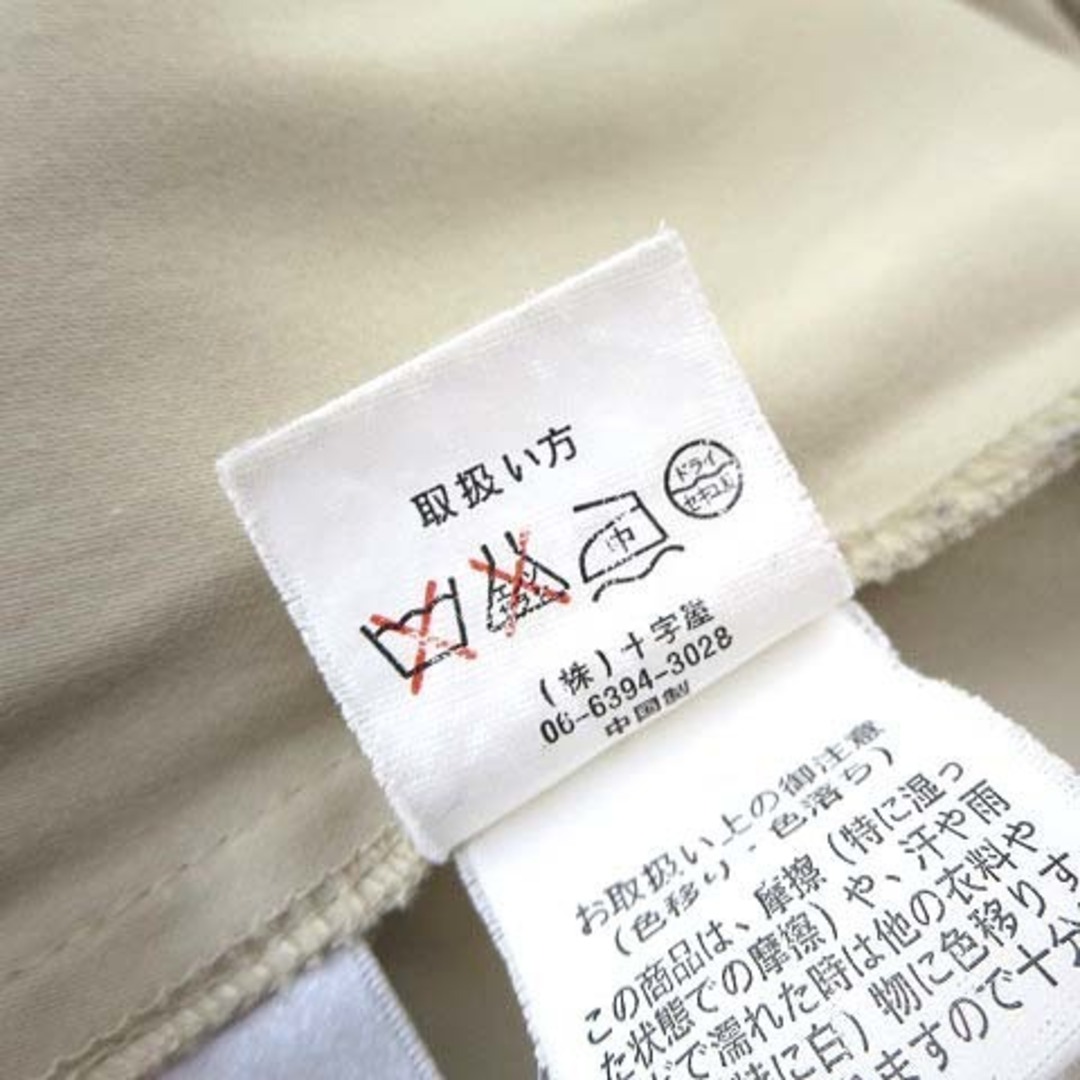 取扱い方
中
ドライ
セキユ系
(株)十字屋
06-6394-3028
中国製
お取扱い上の御注意
(色移り・色落ち)
この商品は、摩擦(特に湿っ
た状態での摩擦)や、汗や雨
で濡れた時は他の衣料や
に白)物に色移りす
ますので十分